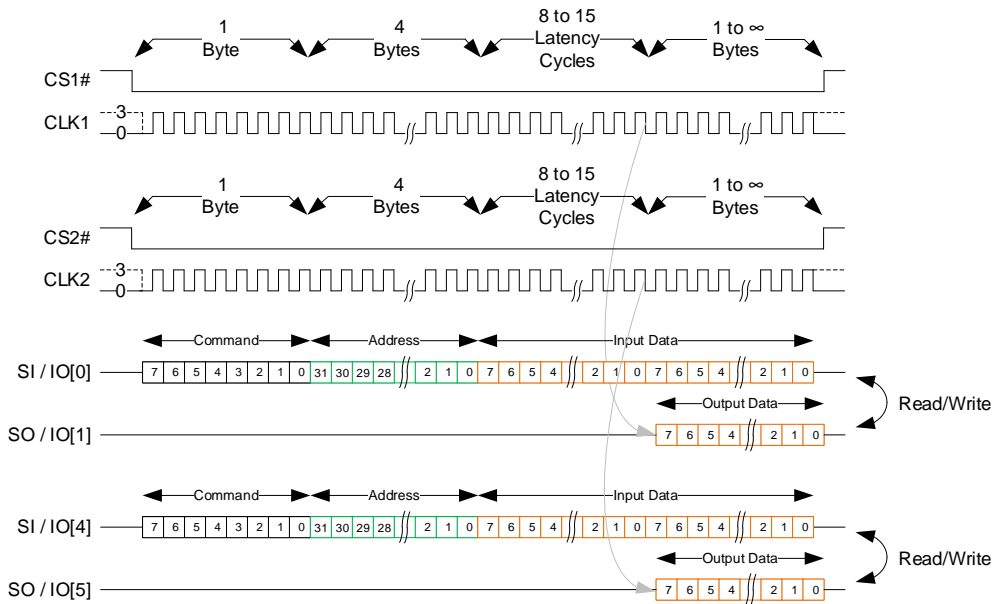 1 Byte 4 Bytes 8 to 15 Latency Cycles 1 to ∞ Bytes
CS1#
3
CLK1
0
1 Byte 4 Bytes 8 to 15 Latency Cycles 1 to ∞ Bytes
CS2#
3
CLK2
0
Command Address Input Data
SI / IO[0] 7 6 5 4 3 2 1 0 31 30 29 28 2 1 0 7 6 5 4 2 1 0 7 6 5 4 2 1 0
Output Data
Read/Write
SO / IO[1] 7 6 5 4 2 1 0
Command Address Input Data
SI / IO[4] 7 6 5 4 3 2 1 0 31 30 29 28 2 1 0 7 6 5 4 2 1 0 7 6 5 4 2 1 0
Output Data
Read/Write
SO / IO[5] 7 6 5 4 2 1 0